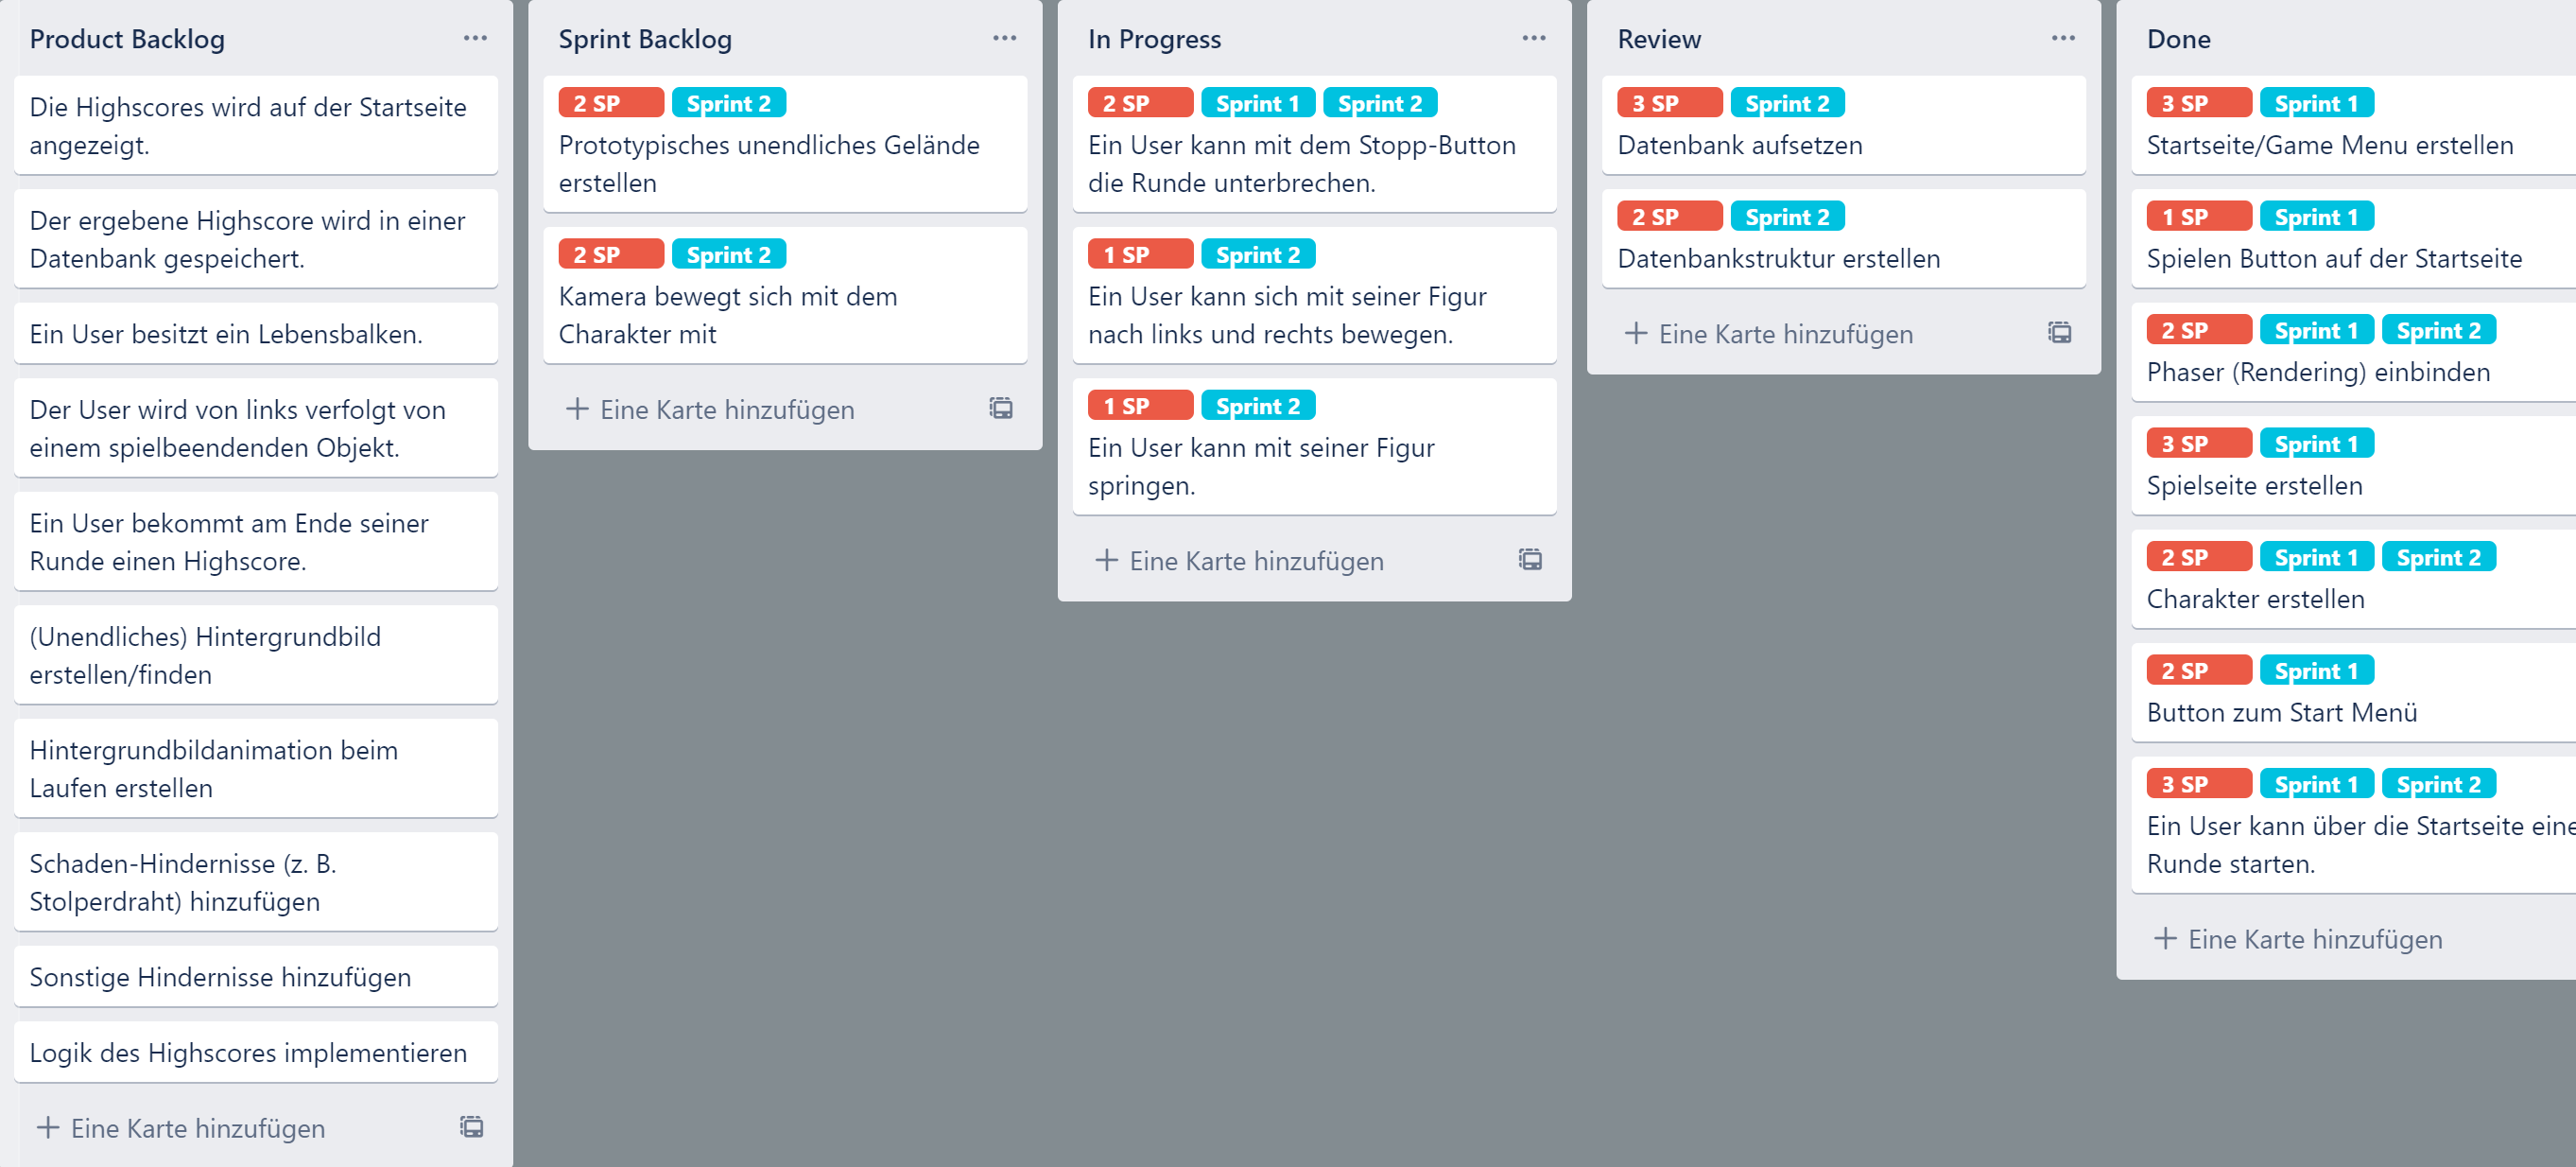 Product Backlog
Die Highscores wird auf der Startseite
angezeigt.
Der ergebene Highscore wird in einer
Datenbank gespeichert.
Ein User besitzt ein Lebensbalken.
Der User wird von links verfolgt von
einem spielbeendenden Objekt.
Ein User bekommt am Ende seiner
Runde einen Highscore.
(Unendliches) Hintergrundbild
erstellen/finden
Hintergrundbildanimation beim
Laufen erstellen
Schaden-Hindernisse (z. B.
Stolperdraht) hinzufügen
Sonstige Hindernisse hinzufügen
Logik des Highscores implementieren
+ Eine Karte hinzufügen
Sprint Backlog
2 SP Sprint 2
Prototypisches unendliches Gelände
erstellen
2 SP Sprint 2
Kamera bewegt sich mit dem
Charakter mit
+ Eine Karte hinzufügen
In Progress
2 SP Sprint 1 Sprint 2
Ein User kann mit dem Stopp-Button
die Runde unterbrechen.
1 SP Sprint 2
Ein User kann sich mit seiner Figur
nach links und rechts bewegen.
1 SP Sprint 2
Ein User kann mit seiner Figur
springen.
+ Eine Karte hinzufügen
Review
3 SP Sprint 2
Datenbank aufsetzen
2 SP Sprint 2
Datenbankstruktur erstellen
+ Eine Karte hinzufügen
Done
3 SP Sprint 1
Startseite/Game Menu erstellen
1 SP Sprint 1
Spielen Button auf der Startseite
2 SP Sprint 1 Sprint 2
Phaser (Rendering) einbinden
3 SP Sprint 1
Spielseite erstellen
2 SP Sprint 1 Sprint 2
Charakter erstellen
2 SP Sprint 1
Button zum Start Menü
3 SP Sprint 1 Sprint 2
Ein User kann über die Startseite eine
Runde starten.
+ Eine Karte hinzufügen